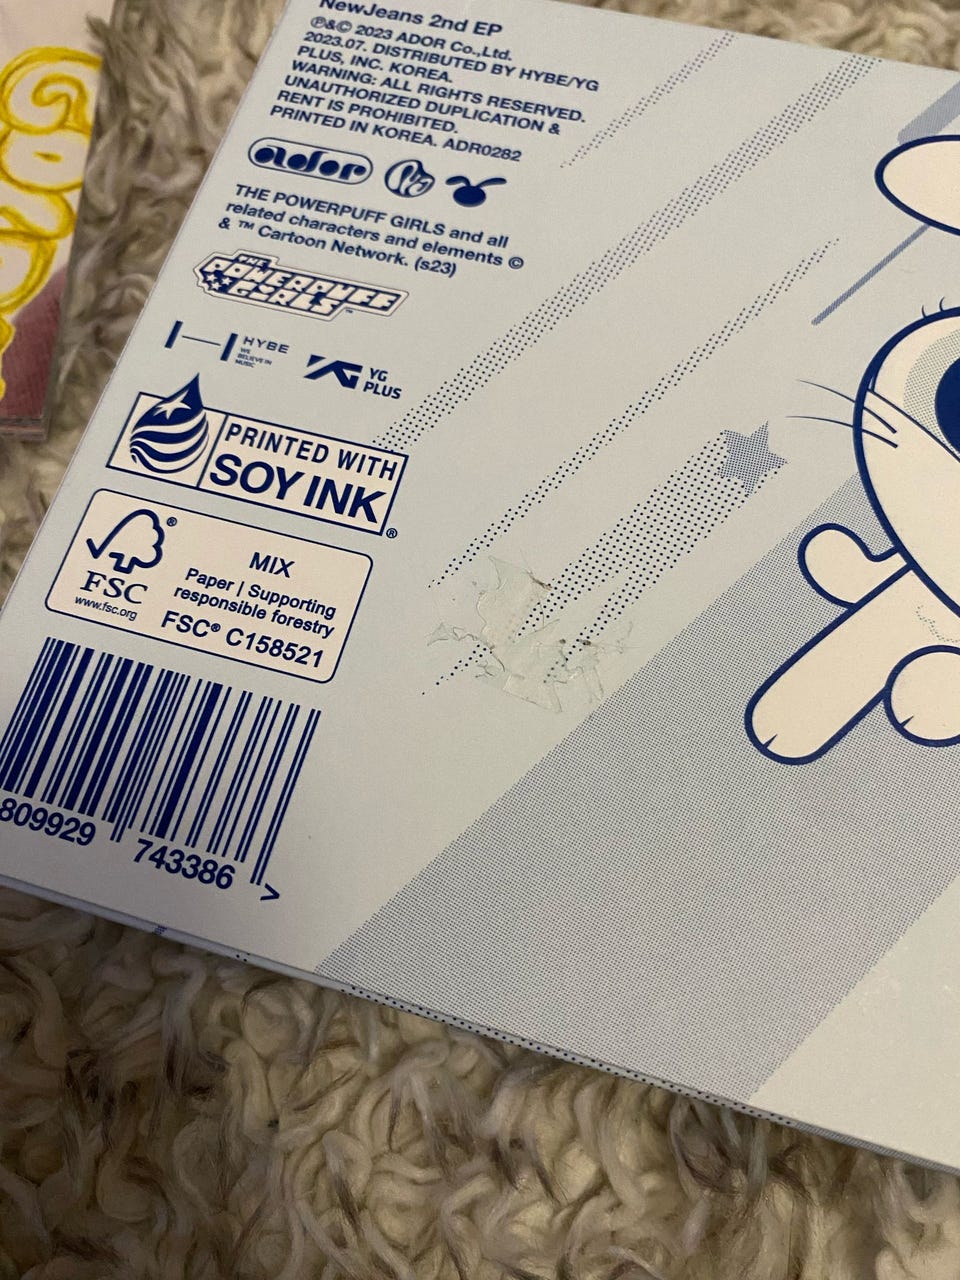 NewJeans 2nd EP
℗&© 2023 ADOR Co.,Ltd.
2023.07. DISTRIBUTED BY HYBE/YG
PLUS, INC. KOREA.
WARNING: ALL RIGHTS RESERVED.
UNAUTHORIZED DUPLICATION &
RENT IS PROHIBITED.
PRINTED IN KOREA. ADR0282
ador
THE POWERPUFF GIRLS and all
related characters and elements ©
& ™ Cartoon Network. (s23)
THE
POWERPUFF
GIRLS™
HYBE
WE
BELIEVE IN
MUSIC
YG
YG
PLUS
PRINTED WITH
SOY INK®
®
FSC
www.fsc.org
MIX
Paper | Supporting
responsible forestry
FSC® C158521
809929 743386 >